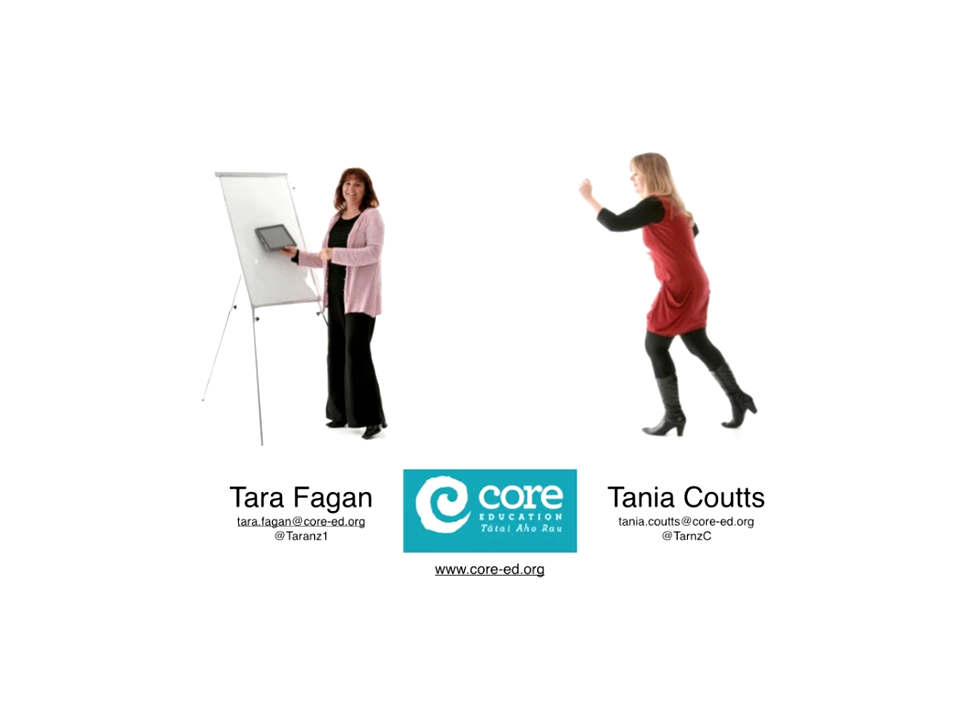 Tara Fagan
tara.fagan@core-ed.org
@Taranz1
core
EDUCATION
Tātai Aho Rau
www.core-ed.org
Tania Coutts
tania.coutts@core-ed.org
@TarnzC